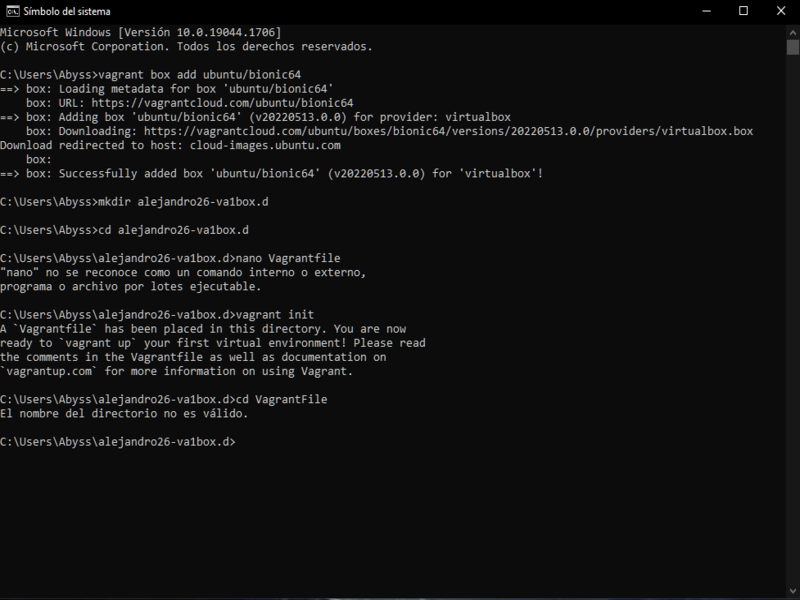 Símbolo del sistema
Microsoft Windows [Versión 10.0.19044.1706]
(c) Microsoft Corporation. Todos los derechos reservados.
C:\Users\Abyss>vagrant box add ubuntu/bionic64
==> box: Loading metadata for box 'ubuntu/bionic64'
    box: URL: https://vagrantcloud.com/ubuntu/bionic64
==> box: Adding box 'ubuntu/bionic64' (v20220513.0.0) for provider: virtualbox
    box: Downloading: https://vagrantcloud.com/ubuntu/boxes/bionic64/versions/20220513.0.0/providers/virtualbox.box
Download redirected to host: cloud-images.ubuntu.com
    box:
==> box: Successfully added box 'ubuntu/bionic64' (v20220513.0.0) for 'virtualbox'!
C:\Users\Abyss>mkdir alejandro26-va1box.d
C:\Users\Abyss>cd alejandro26-va1box.d
C:\Users\Abyss\alejandro26-va1box.d>nano Vagrantfile
"nano" no se reconoce como un comando interno o externo,
programa o archivo por lotes ejecutable.
C:\Users\Abyss\alejandro26-va1box.d>vagrant init
A `Vagrantfile` has been placed in this directory. You are now
ready to `vagrant up` your first virtual environment! Please read
the comments in the Vagrantfile as well as documentation on
`vagrantup.com` for more information on using Vagrant.
C:\Users\Abyss\alejandro26-va1box.d>cd VagrantFile
El nombre del directorio no es válido.
C:\Users\Abyss\alejandro26-va1box.d>